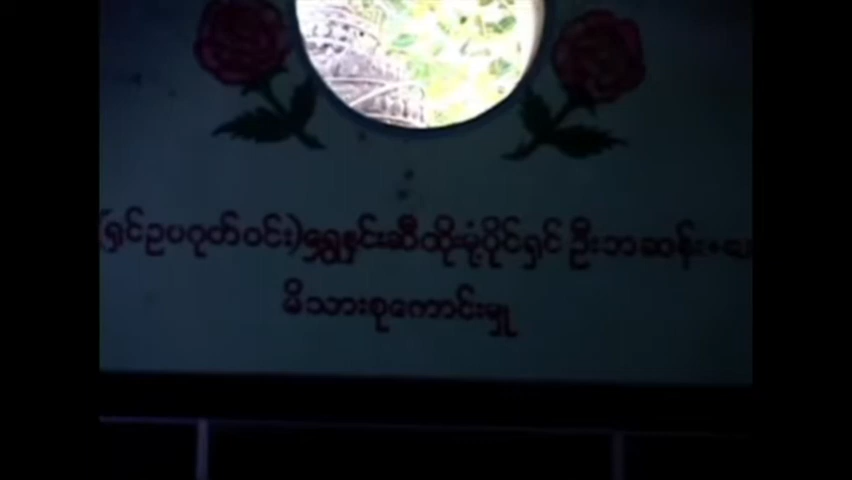 (ရှင်ဥပဂုတ်ဝင်း)ရွှေနှင်းဆီထိုးမုံ့ပိုင်ရှင် ဦးဘဆန်း+
မိသားစုကောင်းမှု